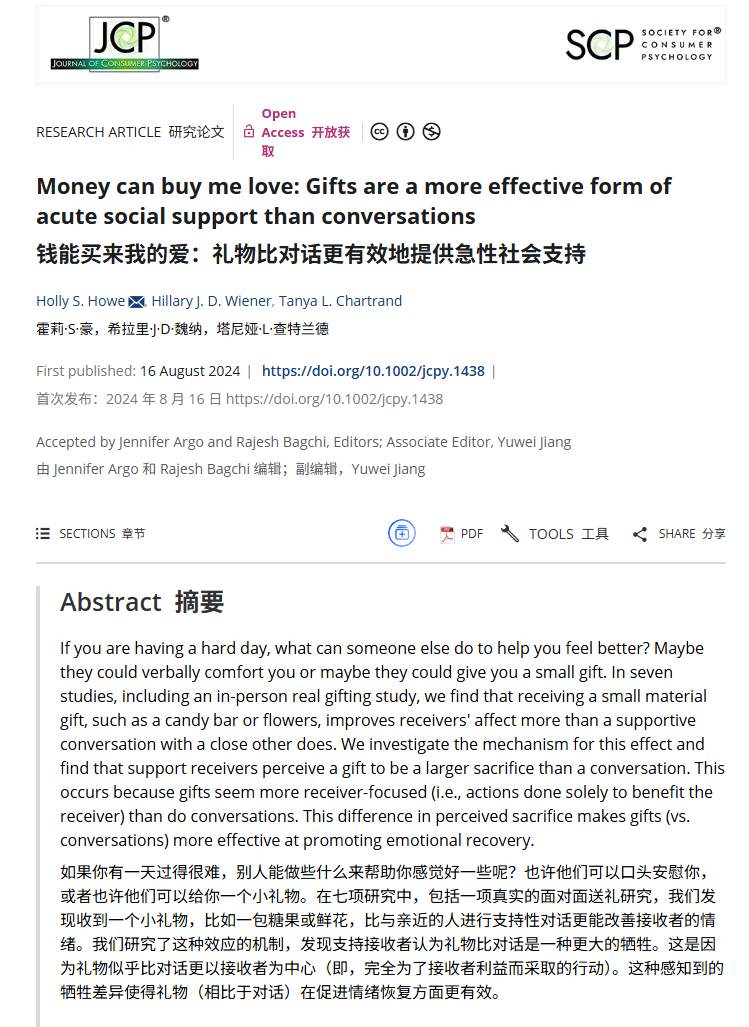 JCP®
JOURNAL OF CONSUMER PSYCHOLOGY
SCP SOCIETY FOR®
CONSUMER
PSYCHOLOGY
RESEARCH ARTICLE 研究论文
Open
Access 开放获
取
Money can buy me love: Gifts are a more effective form of
acute social support than conversations
钱能买来我的爱：礼物比对话更有效地提供急性社会支持
Holly S. Howe, Hillary J. D. Wiener, Tanya L. Chartrand
霍莉·S·豪，希拉里·J·D·魏纳，塔尼娅·L·查特兰德
First published: 16 August 2024 | https://doi.org/10.1002/jcpy.1438 |
首次发布：2024 年 8 月 16 日 https://doi.org/10.1002/jcpy.1438
Accepted by Jennifer Argo and Rajesh Bagchi, Editors; Associate Editor, Yuwei Jiang
由 Jennifer Argo 和 Rajesh Bagchi 编辑；副编辑，Yuwei Jiang
SECTIONS 章节 PDF TOOLS 工具 SHARE 分享
Abstract 摘要
If you are having a hard day, what can someone else do to help you feel better? Maybe
they could verbally comfort you or maybe they could give you a small gift. In seven
studies, including an in-person real gifting study, we find that receiving a small material
gift, such as a candy bar or flowers, improves receivers' affect more than a supportive
conversation with a close other does. We investigate the mechanism for this effect and
find that support receivers perceive a gift to be a larger sacrifice than a conversation. This
occurs because gifts seem more receiver-focused (i.e., actions done solely to benefit the
receiver) than do conversations. This difference in perceived sacrifice makes gifts (vs.
conversations) more effective at promoting emotional recovery.
如果你有一天过得很难，别人能做些什么来帮助你感觉好一些呢？也许他们可以口头安慰你，
或者也许他们可以给你一个小礼物。在七项研究中，包括一项真实的面对面送礼研究，我们发
现收到一个小礼物，比如一包糖果或鲜花，比与亲近的人进行支持性对话更能改善接收者的情
绪。我们研究了这种效应的机制，发现支持接收者认为礼物比对话是一种更大的牺牲。这是因
为礼物似乎比对话更以接收者为中心（即，完全为了接收者利益而采取的行动）。这种感知到的
牺牲差异使得礼物（相比于对话）在促进情绪恢复方面更有效。